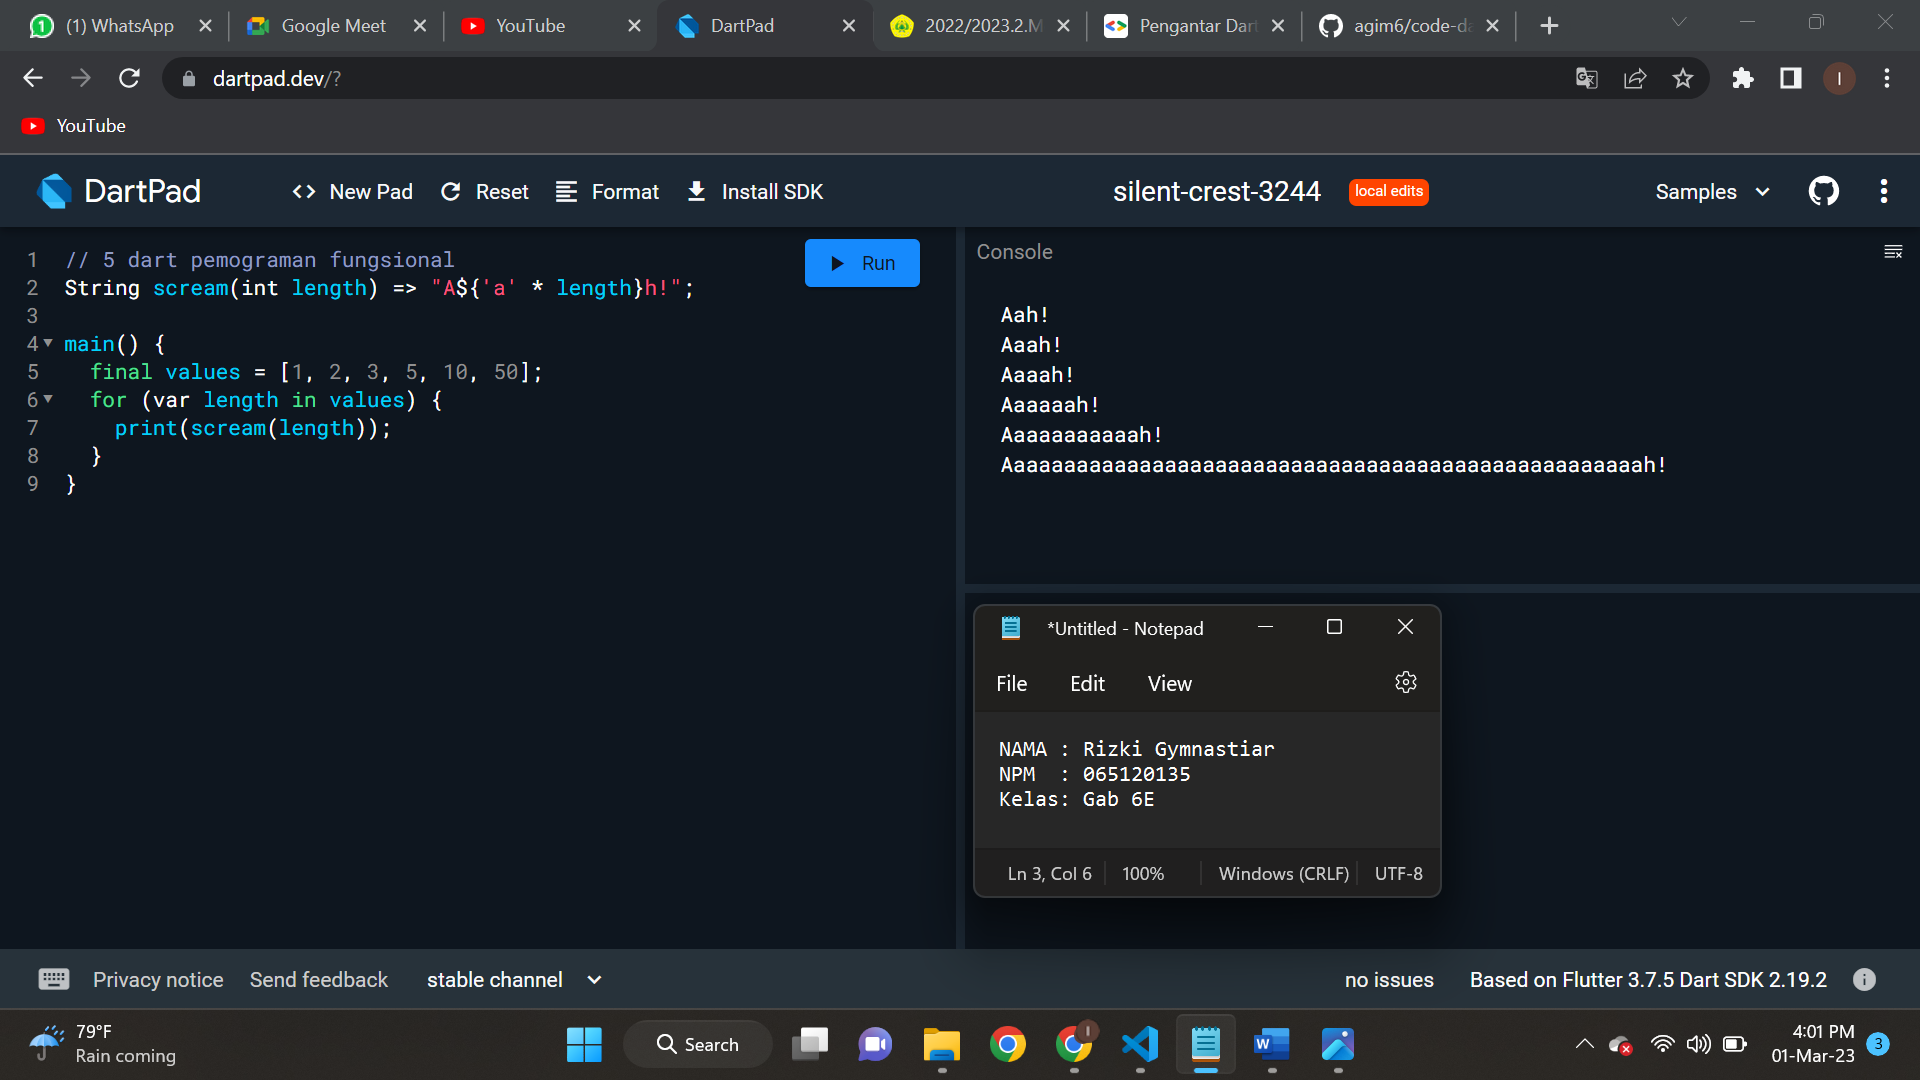 (1) WhatsApp
Google Meet
YouTube
DartPad
2022/2023.2.M
Pengantar Dart
agim6/code-da
dartpad.dev/?
I
YouTube
DartPad
New Pad
Reset
Format
Install SDK
silent-crest-3244
local edits
Samples
1 // 5 dart pemograman fungsional
2 String scream(int length) => "A${'a' * length}h!";
3
4 main() {
5 final values = [1, 2, 3, 5, 10, 50];
6 for (var length in values) {
7 print(scream(length));
8 }
9 }
Run
Console
Aah!
Aaah!
Aaaah!
Aaaaaah!
Aaaaaaaaaaah!
Aaaaaaaaaaaaaaaaaaaaaaaaaaaaaaaaaaaaaaaaaaaaaaaaaaah!
*Untitled - Notepad
File Edit View
NAMA : Rizki Gymnastiar
NPM : 065120135
Kelas: Gab 6E
Ln 3, Col 6
100%
Windows (CRLF)
UTF-8
Privacy notice
Send feedback
stable channel
no issues
Based on Flutter 3.7.5 Dart SDK 2.19.2
79°F
Rain coming
Search
4:01 PM
01-Mar-23
3